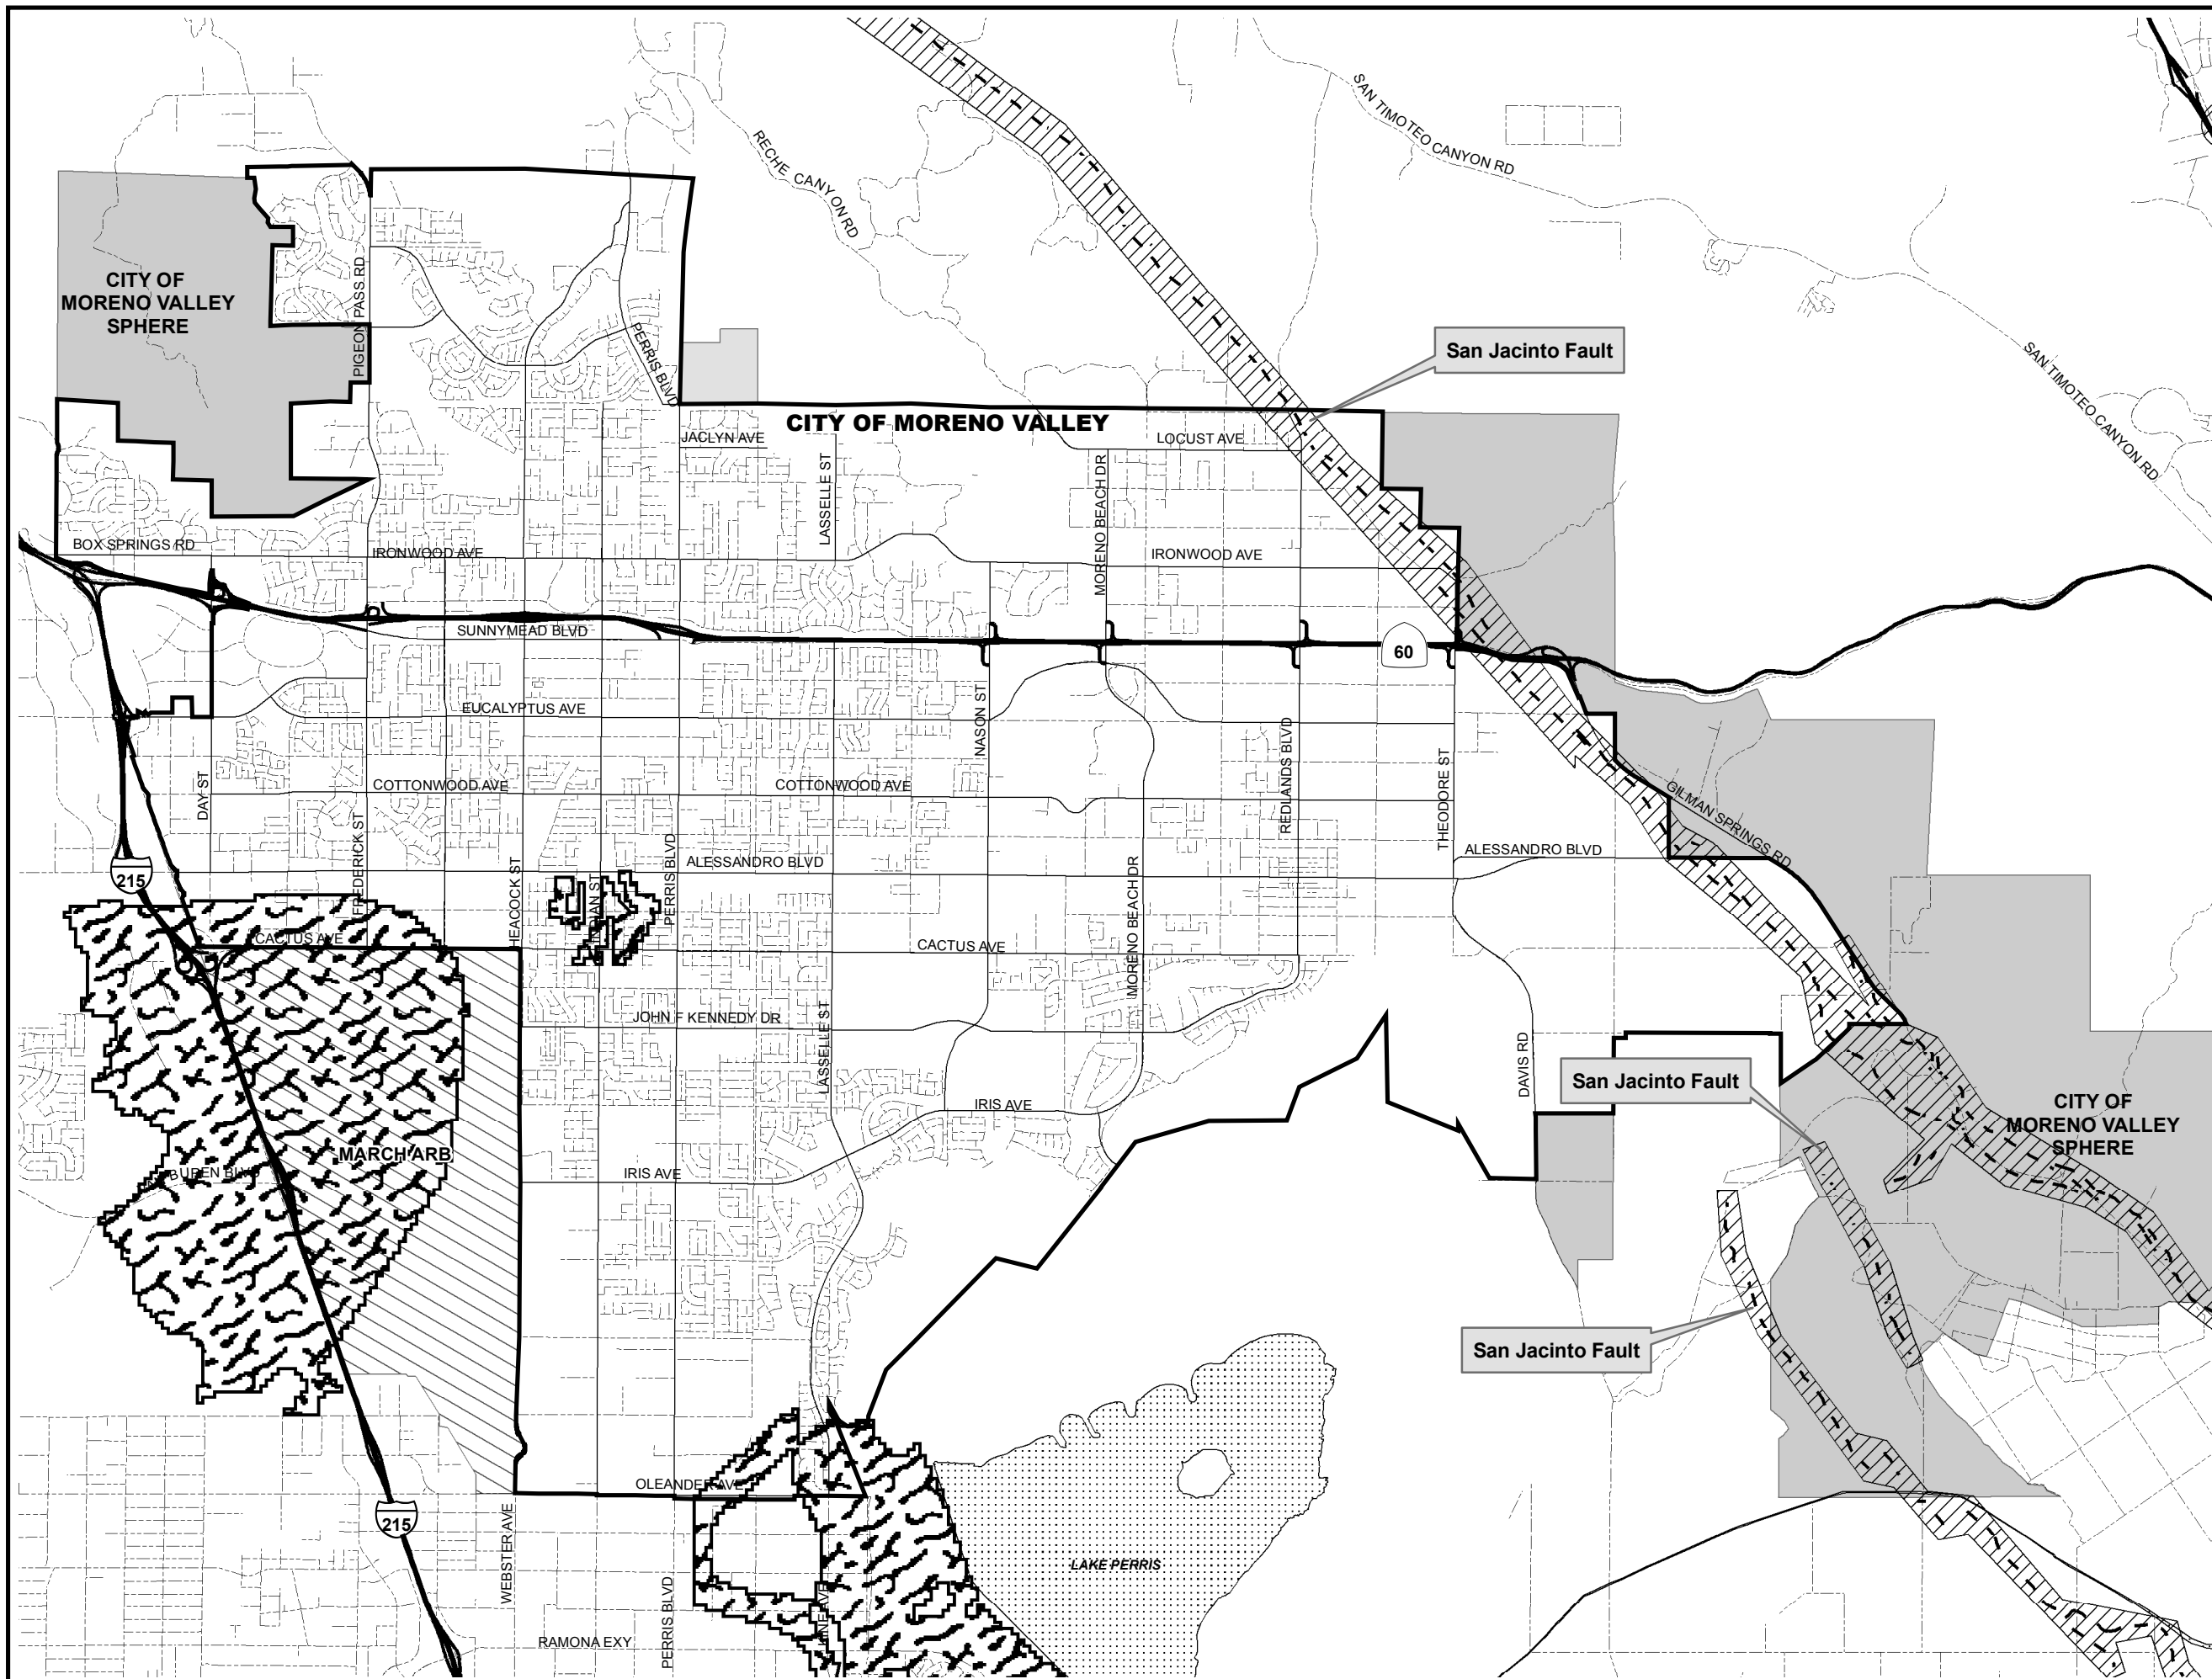 SAN TIMOTEO CANYON RD
RECHE CANYON RD
CITY OF
MORENO VALLEY
SPHERE
PIGEON PASS RD
PERRIS BLVD
San Jacinto Fault
SAN TIMOTEO CANYON RD
CITY OF MORENO VALLEY
JACLYN AVE
LOCUST AVE
LASSELLE ST
MORENO BEACH DR
BOX SPRINGS RD
IRONWOOD AVE
IRONWOOD AVE
SUNNYMEAD BLVD
60
EUCALYPTUS AVE
NASON ST
REDLANDS BLVD
THEODORE ST
DAY ST
COTTONWOOD AVE
COTTONWOOD AVE
GILMAN SPRINGS RD
FREDERICK ST
HEACOCK ST
INDIAN ST
PERRIS BLVD
ALESSANDRO BLVD
ALESSANDRO BLVD
215
MORENO BEACH DR
CACTUS AVE
CACTUS AVE
JOHN F KENNEDY DR
LASSELLE ST
DAVIS RD
San Jacinto Fault
IRIS AVE
CITY OF
MORENO VALLEY
SPHERE
MARCH ARB
BUREN BLVD
IRIS AVE
San Jacinto Fault
OLEANDER AVE
215
WEBSTER AVE
PERRIS BLVD
LAKE PERRIS
RAMONA EXY